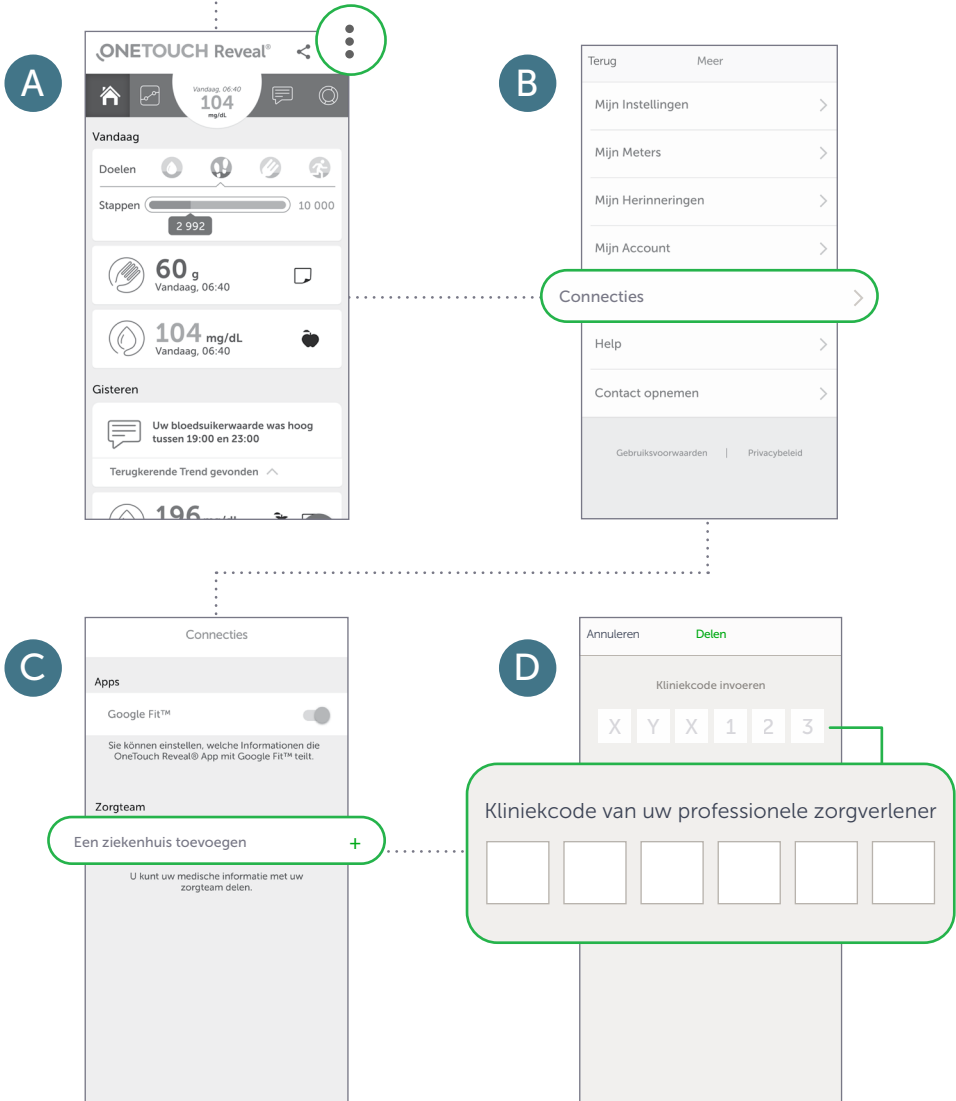 A
ONETOUCH Reveal®
Vandaag, 06:40
104
mg/dL
Vandaag
Doelen
Stappen 10 000
2 992
60 g
Vandaag, 06:40
104 mg/dL
Vandaag, 06:40
Gisteren
Uw bloedsuikerwaarde was hoog
tussen 19:00 en 23:00
Terugkerende Trend gevonden
196 mg/dL
B
Terug Meer
Mijn Instellingen
Mijn Meters
Mijn Herinneringen
Mijn Account
Connecties
Help
Contact opnemen
Gebruiksvoorwaarden | Privacybeleid
C
Connecties
Apps
Google Fit™
Sie können einstellen, welche Informationen die
OneTouch Reveal® App mit Google Fit™ teilt.
Zorgteam
Een ziekenhuis toevoegen +
U kunt uw medische informatie met uw
zorgteam delen.
D
Annuleren Delen
Kliniekcode invoeren
X Y X 1 2 3
Kliniekcode van uw professionele zorgverlener